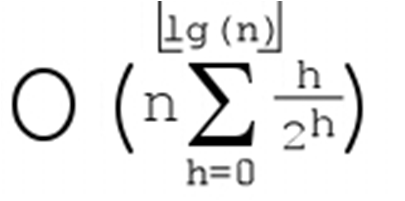 O (n ∑_{h=0}^{⌊lg(n)⌋} h/2^h)